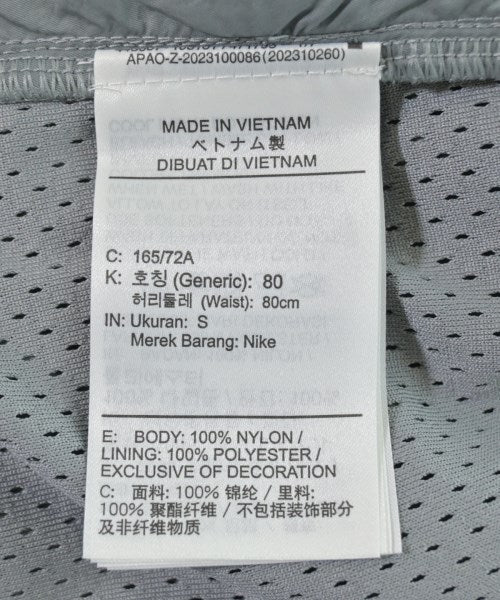 APAO-Z-2023100086(202310260)
MADE IN VIETNAM
ベトナム製
DIBUAT DI VIETNAM
C: 165/72A
K: 호칭 (Generic): 80
허리둘레 (Waist): 80cm
IN: Ukuran: S
Merek Barang: Nike
E: BODY: 100% NYLON /
LINING: 100% POLYESTER /
EXCLUSIVE OF DECORATION
C: 面料: 100% 锦纶 / 里料:
100% 聚酯纤维 / 不包括装饰部分
及非纤维物质